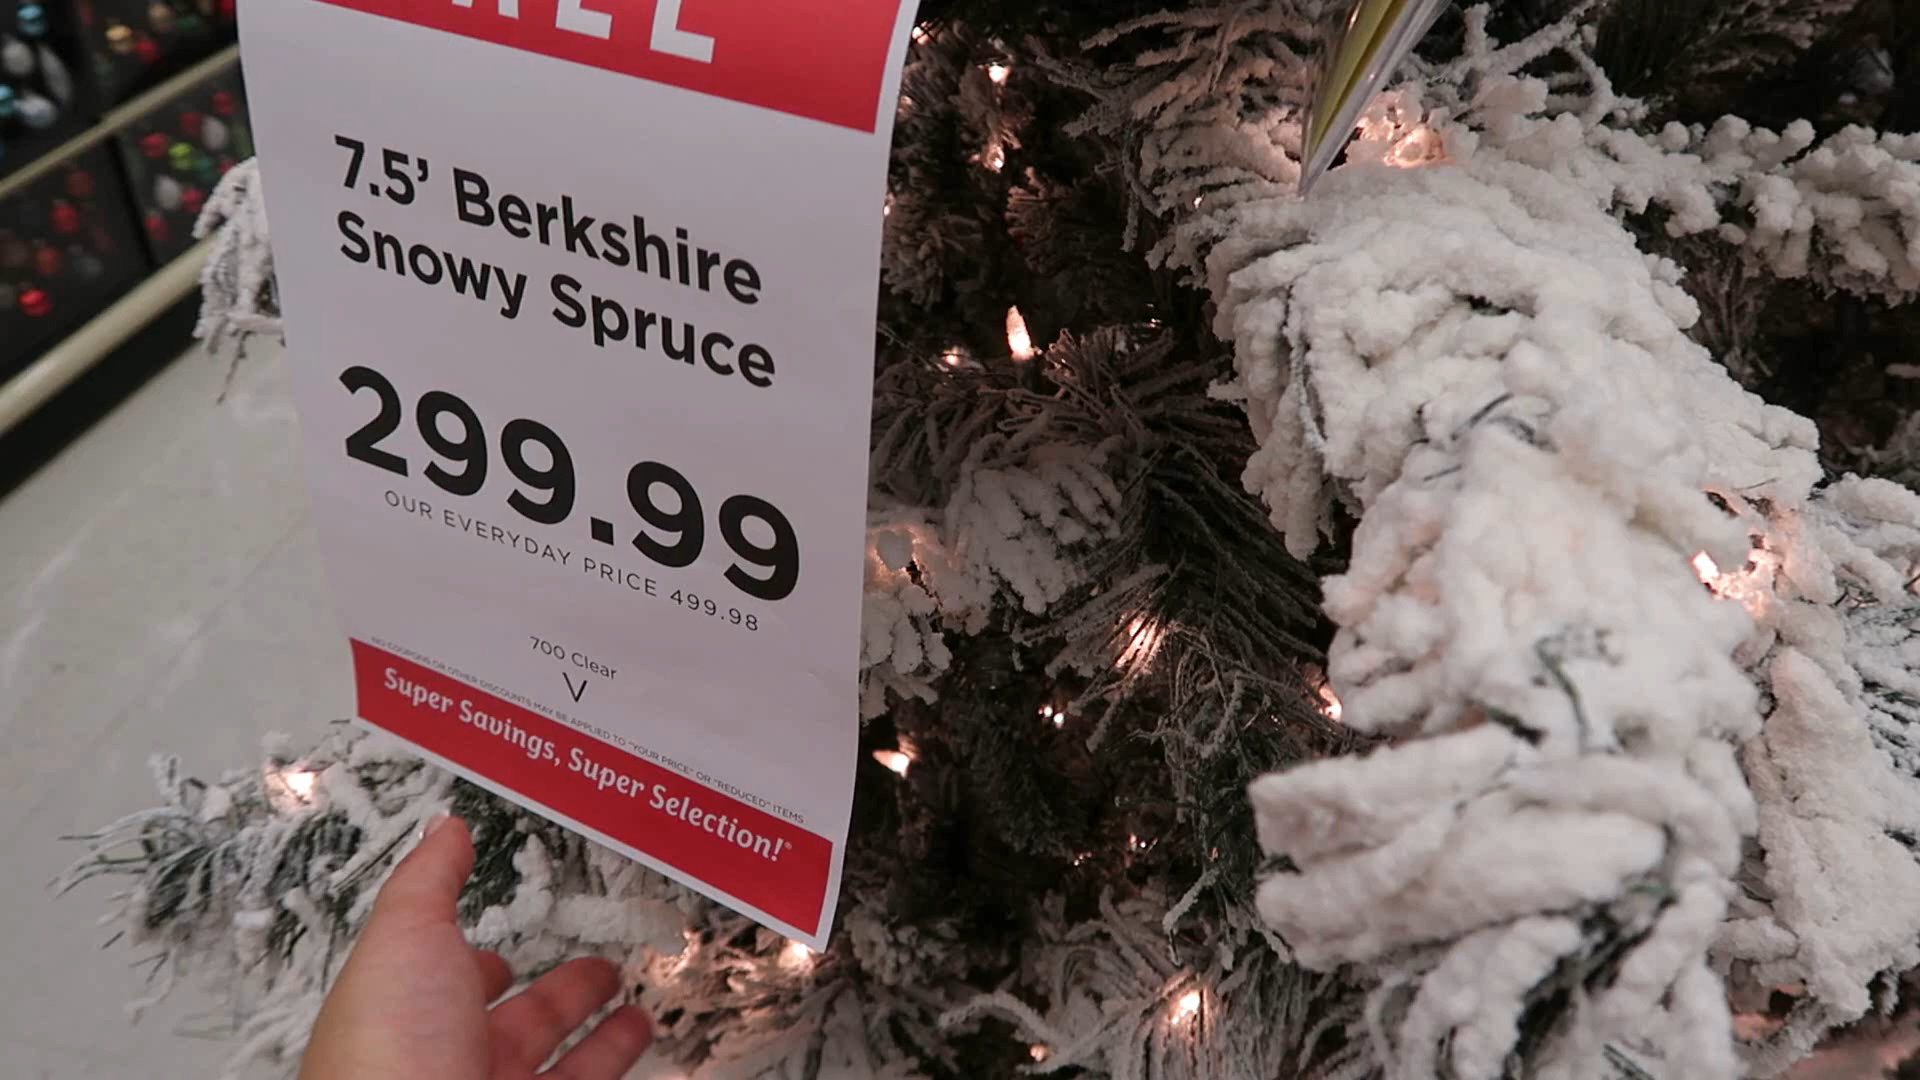 7.5' Berkshire
Snowy Spruce
299.99
OUR EVERYDAY PRICE 499.98
700 Clear
V
NO COUPONS OR OTHER DISCOUNTS MAY BE APPLIED TO "YOUR PRICE" OR "REDUCED" ITEMS
Super Savings, Super Selection!®